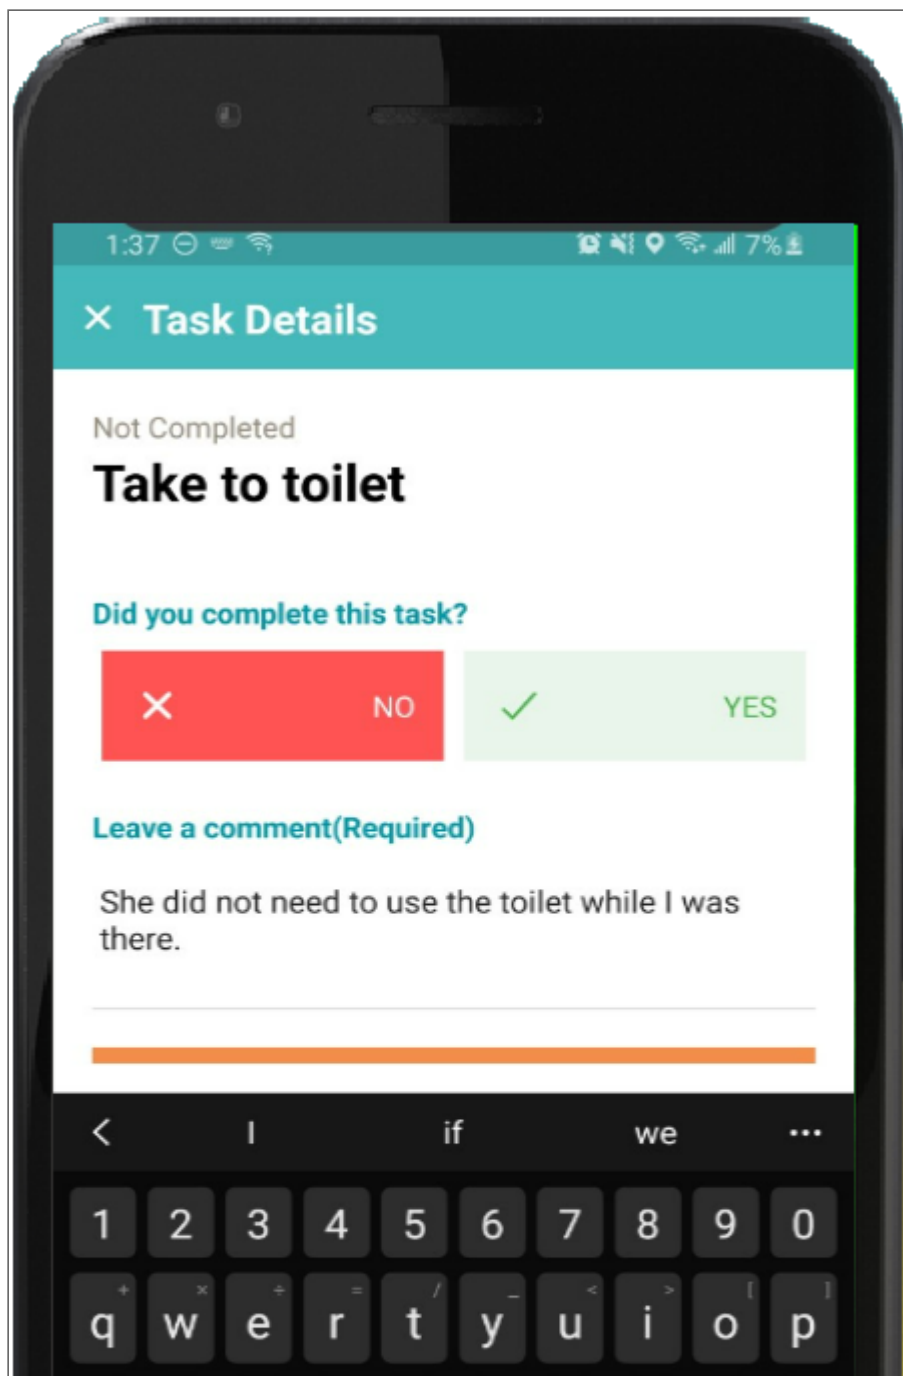 1:37 7%
× Task Details
Not Completed
Take to toilet
Did you complete this task?
× NO ✓ YES
Leave a comment(Required)
She did not need to use the toilet while I was
there.
< I if we ...
1 2 3 4 5 6 7 8 9 0
+ × ÷ = / _ < > [ ]
q w e r t y u i o p